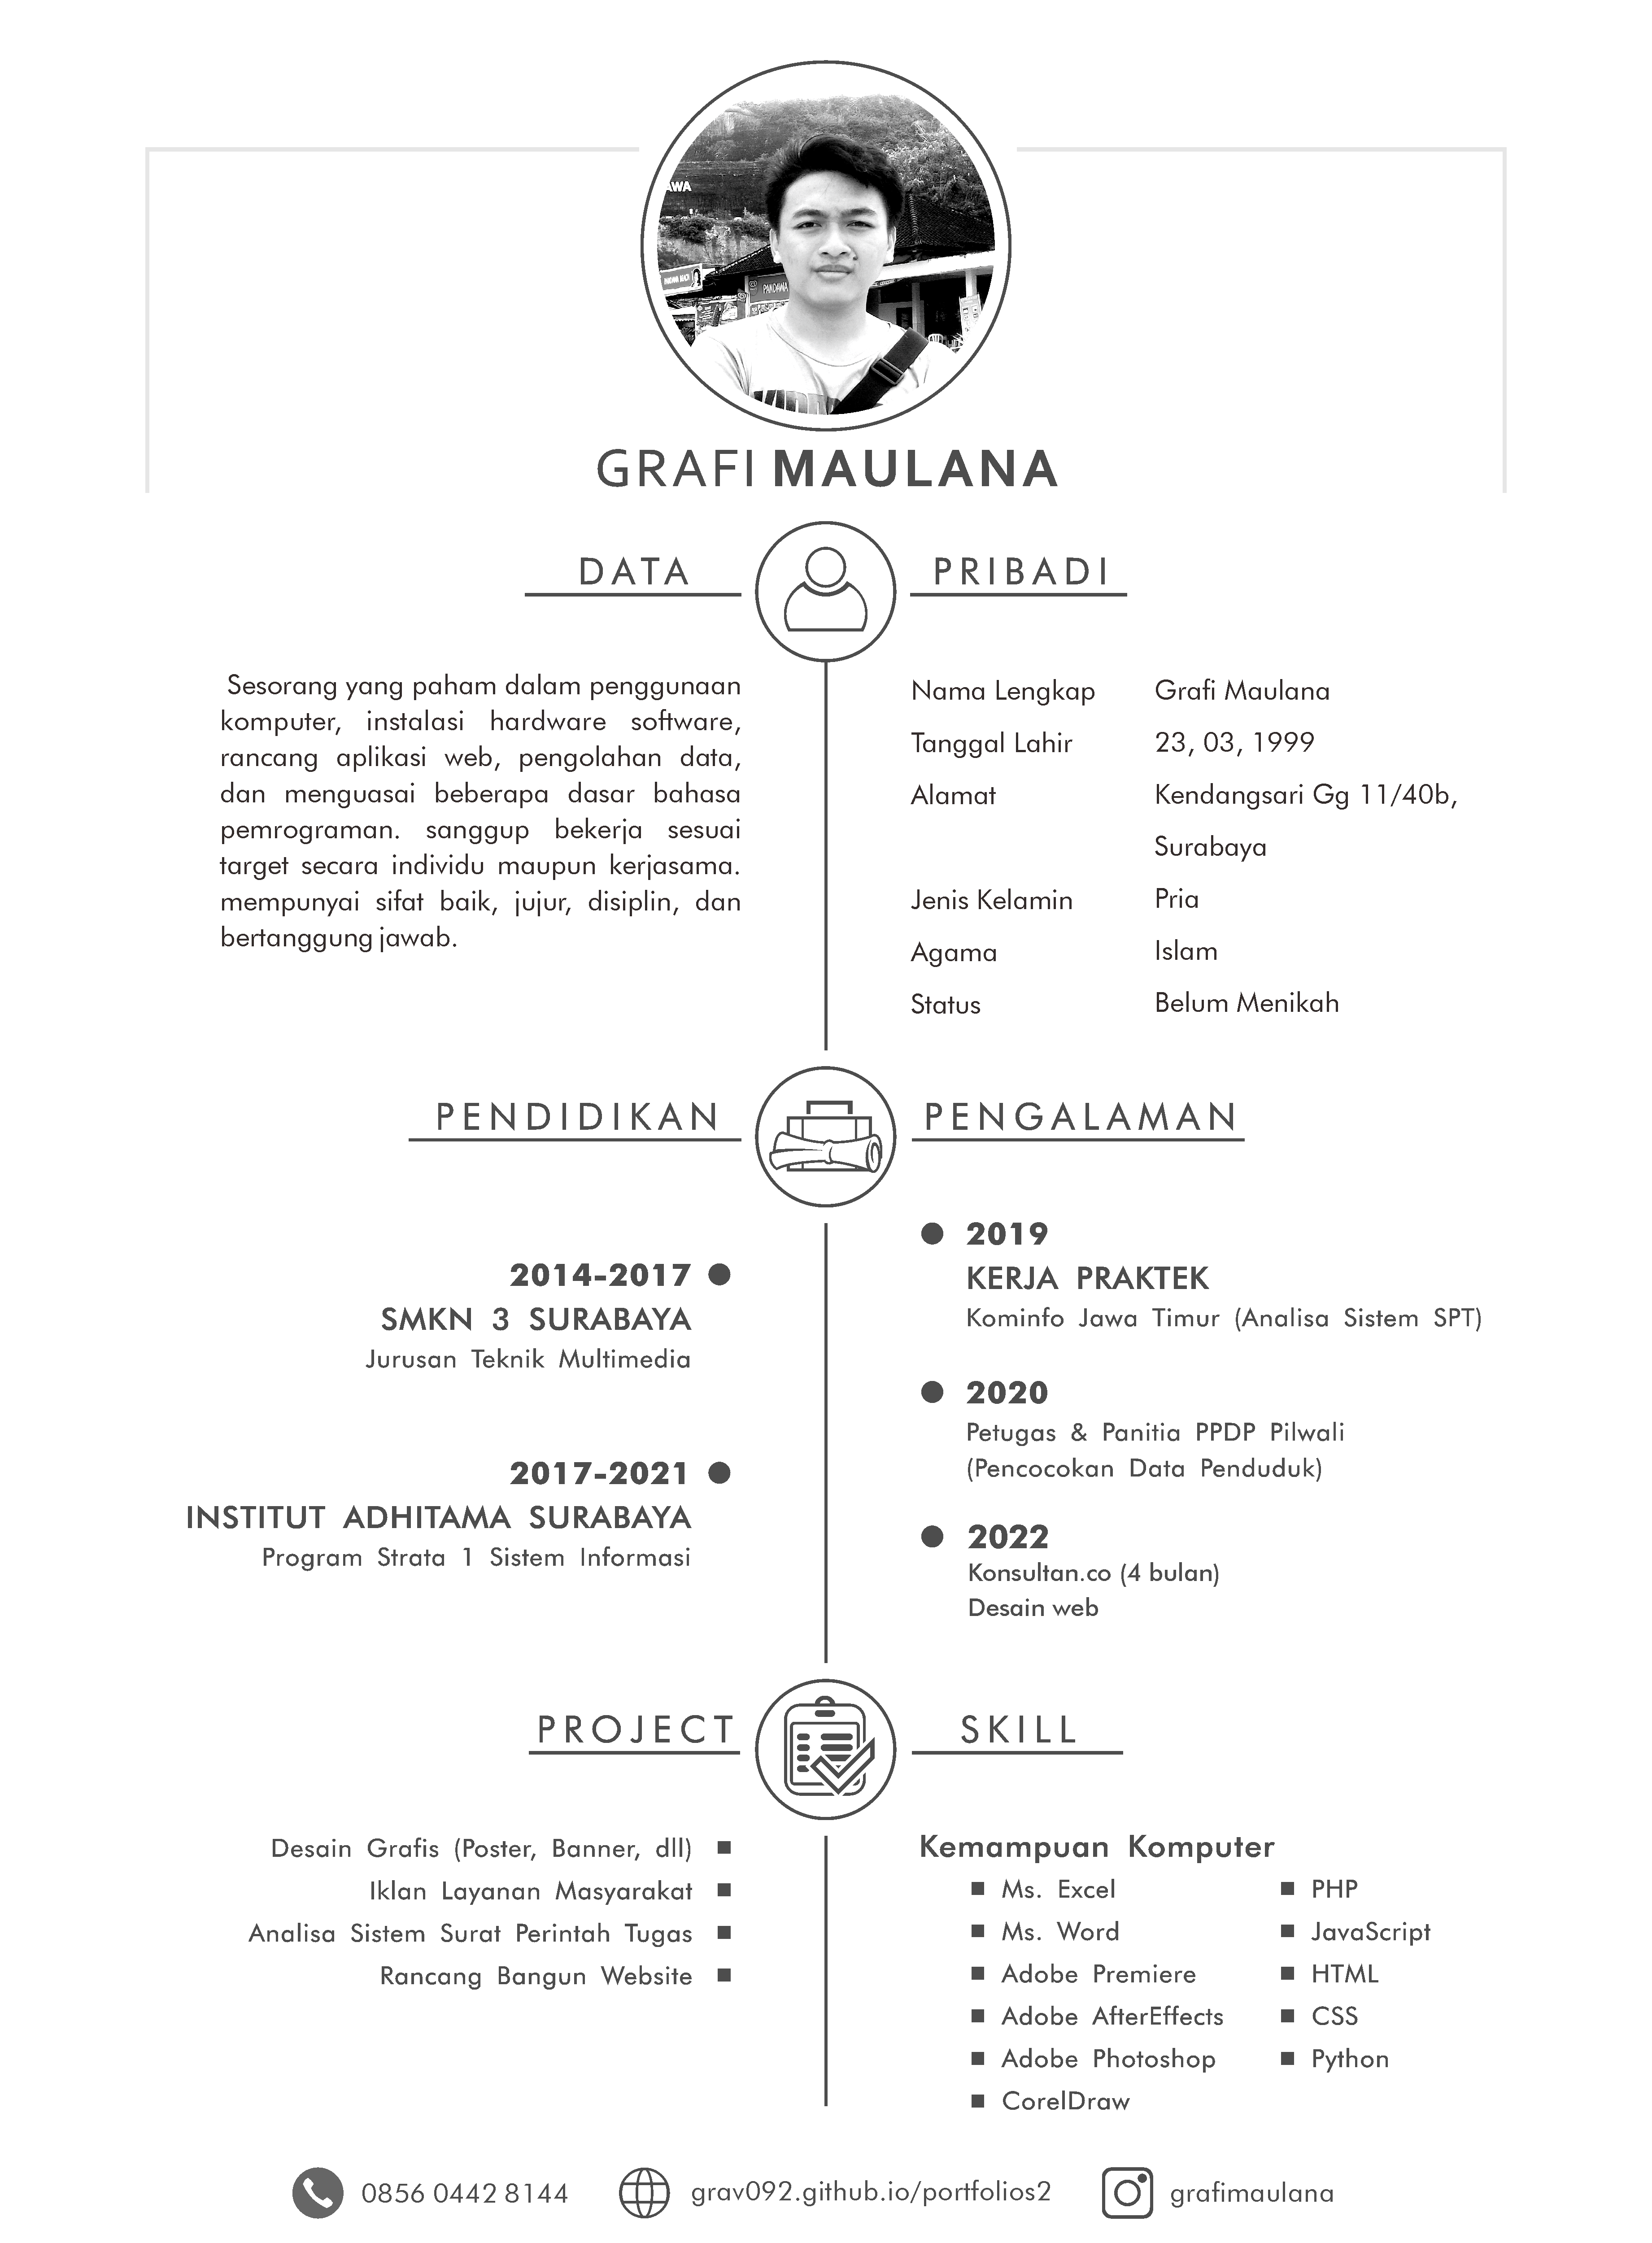 AWA
PANDAWA
GRAFI MAULANA
DATA PRIBADI
Sesorang yang paham dalam penggunaan
komputer, instalasi hardware software,
rancang aplikasi web, pengolahan data,
dan menguasai beberapa dasar bahasa
pemrograman. sanggup bekerja sesuai
target secara individu maupun kerjasama.
mempunyai sifat baik, jujur, disiplin, dan
bertanggung jawab.
Nama Lengkap Grafi Maulana
Tanggal Lahir 23, 03, 1999
Alamat Kendangsari Gg 11/40b,
Surabaya
Jenis Kelamin Pria
Agama Islam
Status Belum Menikah
PENDIDIKAN
2014-2017
SMKN 3 SURABAYA
Jurusan Teknik Multimedia
2017-2021
INSTITUT ADHITAMA SURABAYA
Program Strata 1 Sistem Informasi
PENGALAMAN
2019
KERJA PRAKTEK
Kominfo Jawa Timur (Analisa Sistem SPT)
2020
Petugas & Panitia PPDP Pilwali
(Pencocokan Data Penduduk)
2022
Konsultan.co (4 bulan)
Desain web
PROJECT
Desain Grafis (Poster, Banner, dll)
Iklan Layanan Masyarakat
Analisa Sistem Surat Perintah Tugas
Rancang Bangun Website
SKILL
Kemampuan Komputer
Ms. Excel
Ms. Word
Adobe Premiere
Adobe AfterEffects
Adobe Photoshop
CorelDraw
PHP
JavaScript
HTML
CSS
Python
0856 0442 8144
grav092.github.io/portfolios2
grafimaulana